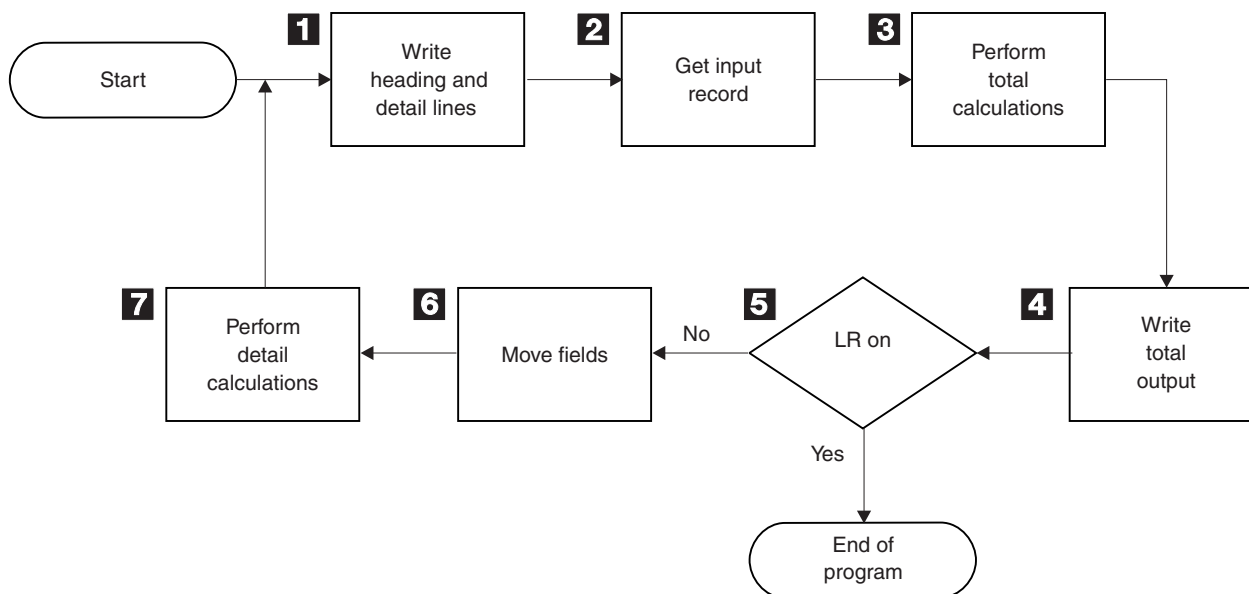 Start
1
Write
heading and
detail lines
2
Get input
record
3
Perform
total
calculations
4
Write
total
output
5
LR on
No
6
Move fields
7
Perform
detail
calculations
Yes
End of
program